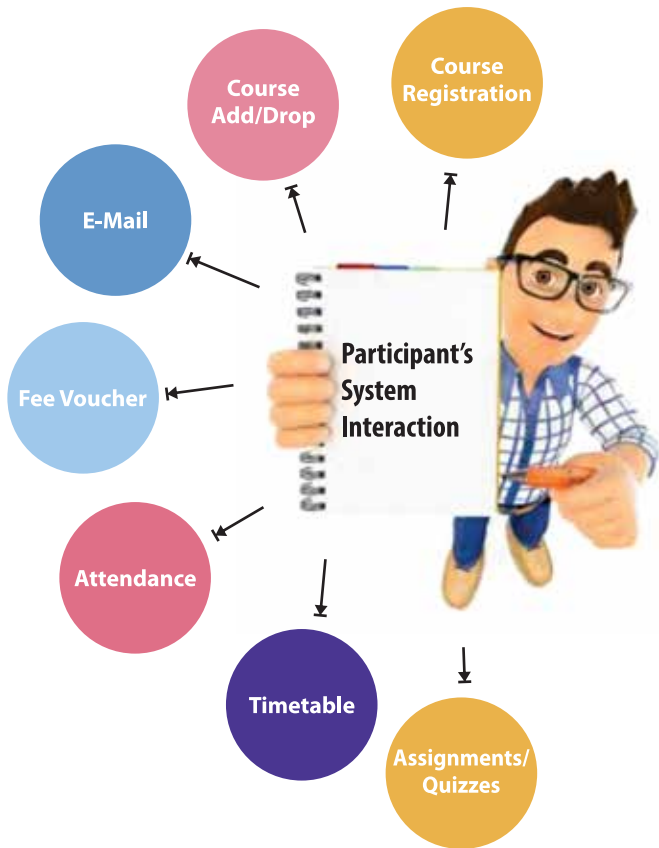 Course
Registration
Course
Add/Drop
E-Mail
Fee Voucher
Attendance
Timetable
Assignments/
Quizzes
Participant's
System
Interaction